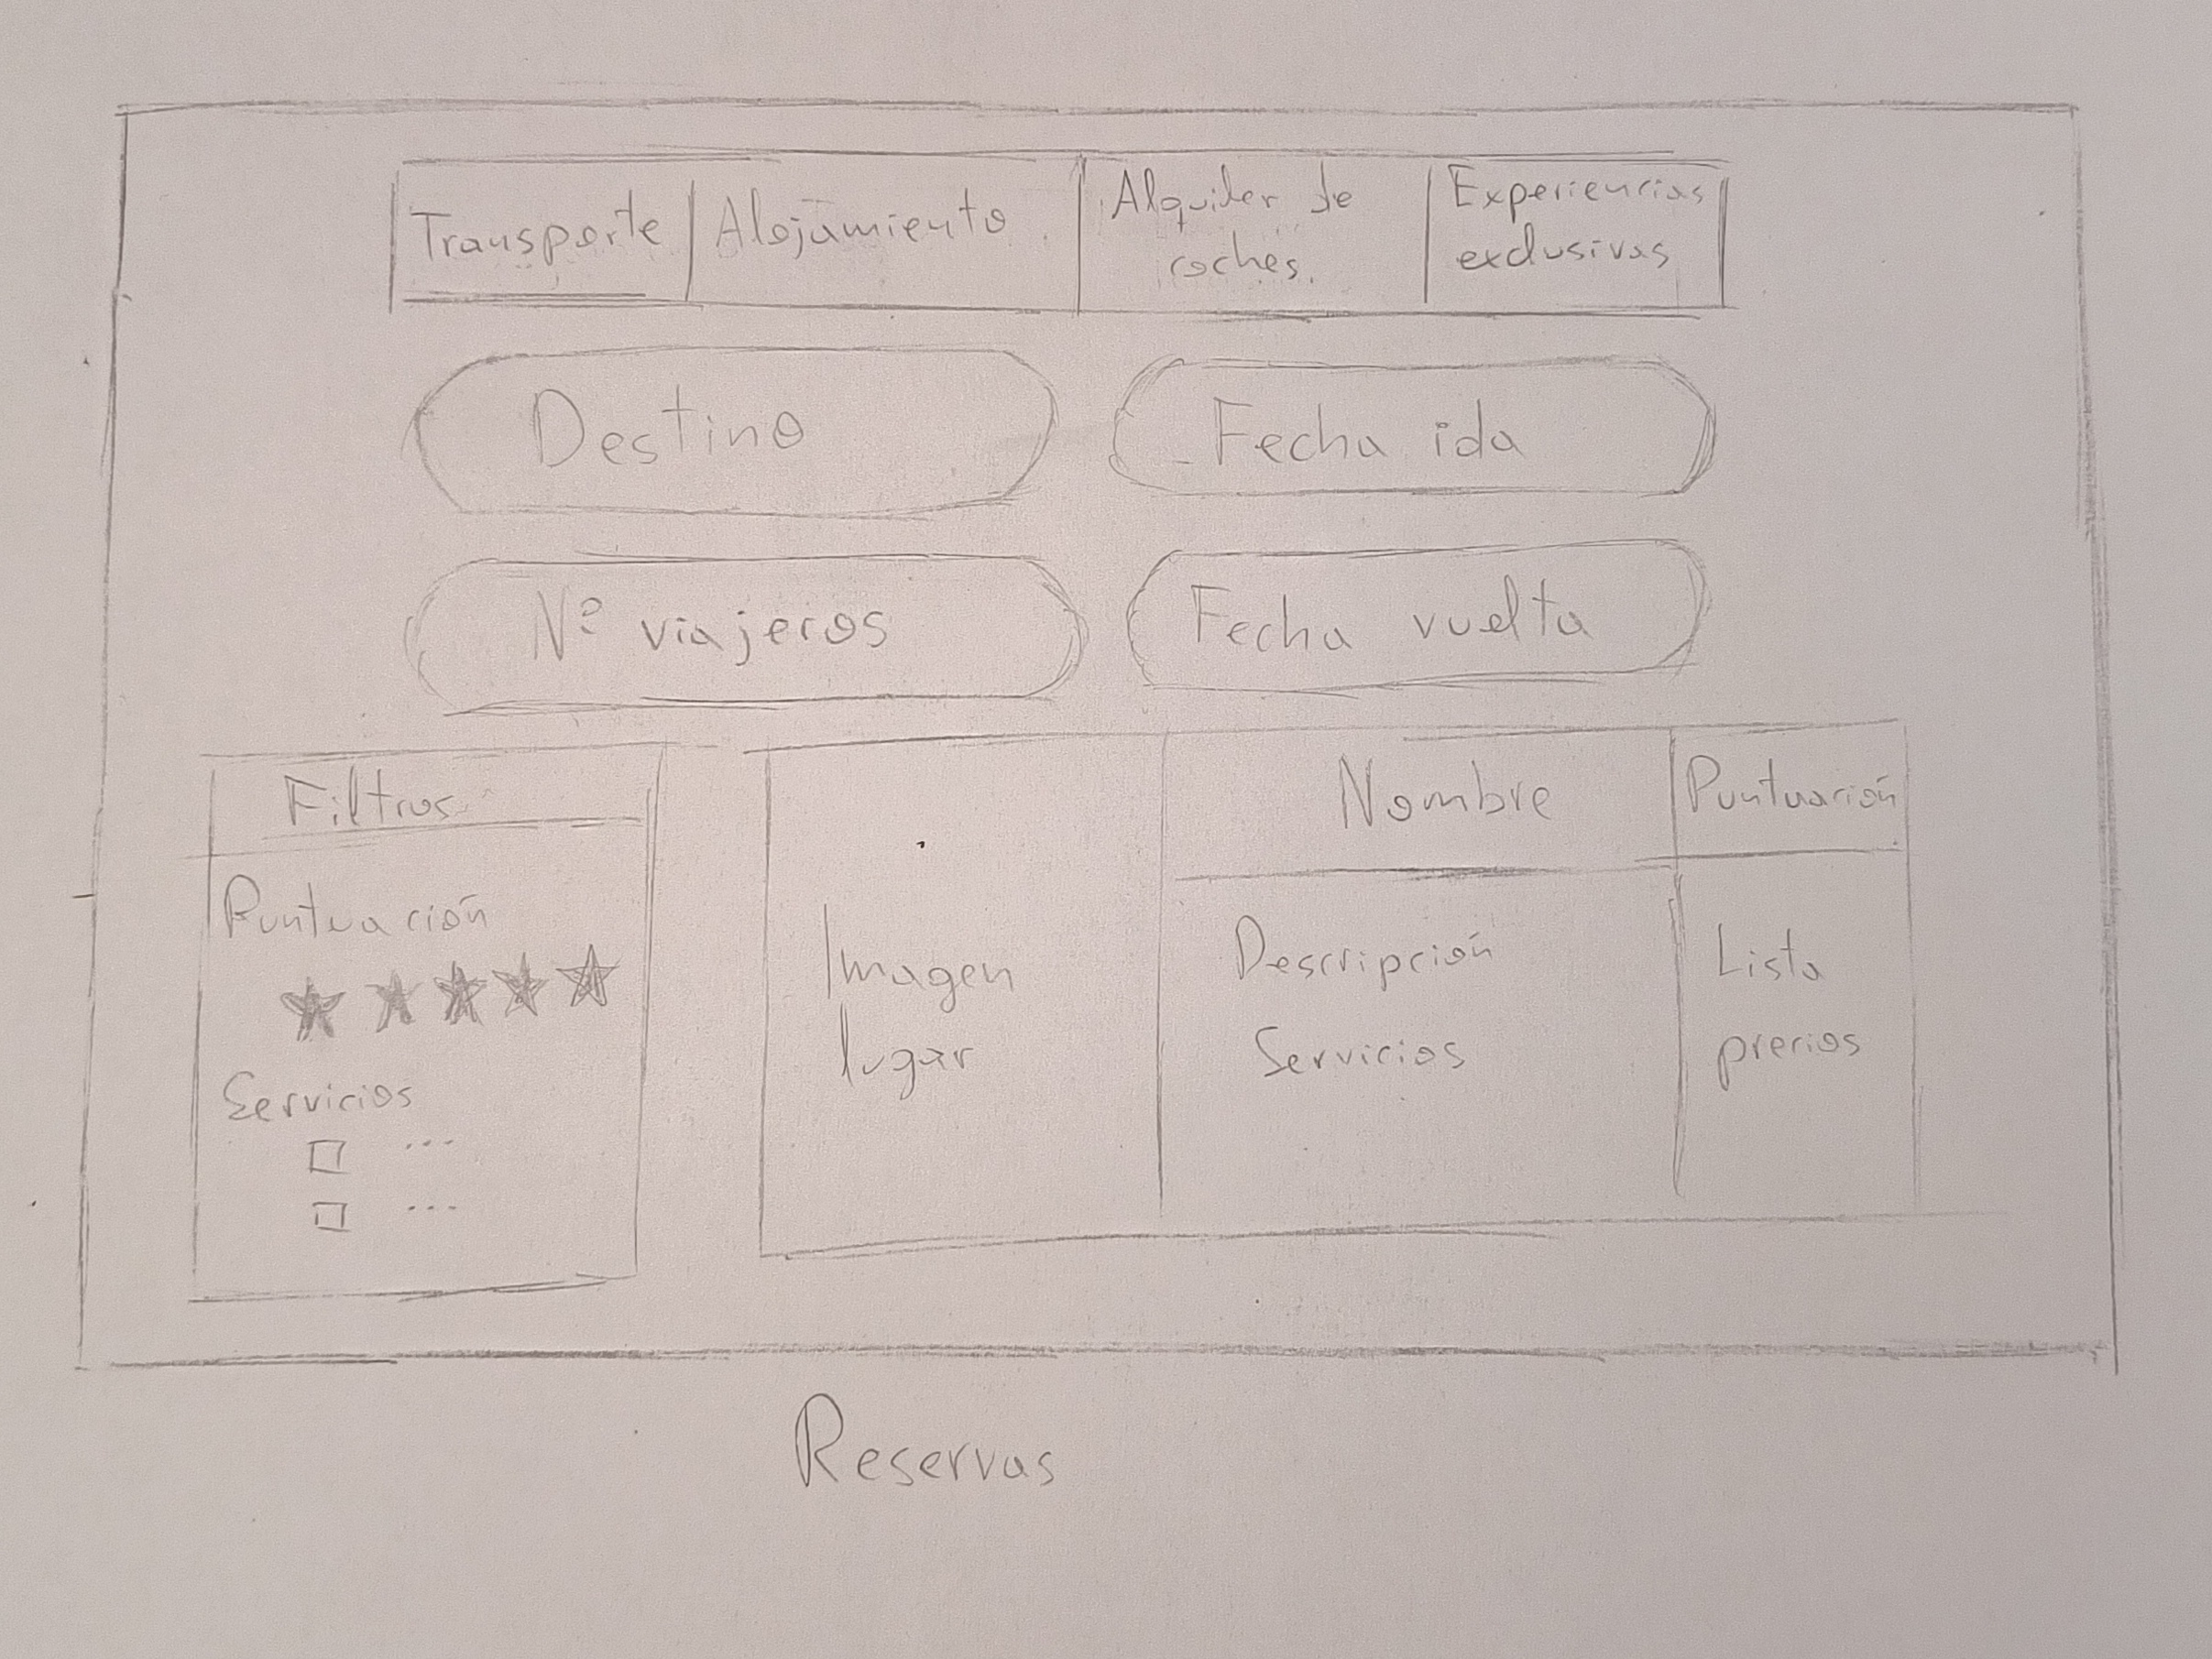 Transporte
Alojamiento
Alquiler de
coches.
Experiencias
exclusivas
Destino
Fecha ida
Nº viajeros
Fecha vuelta
Filtros
Puntuación
Servicios
...
...
Imagen
lugar
Nombre
Descripción
Servicios
Puntuación
Lista
precios
Reservas